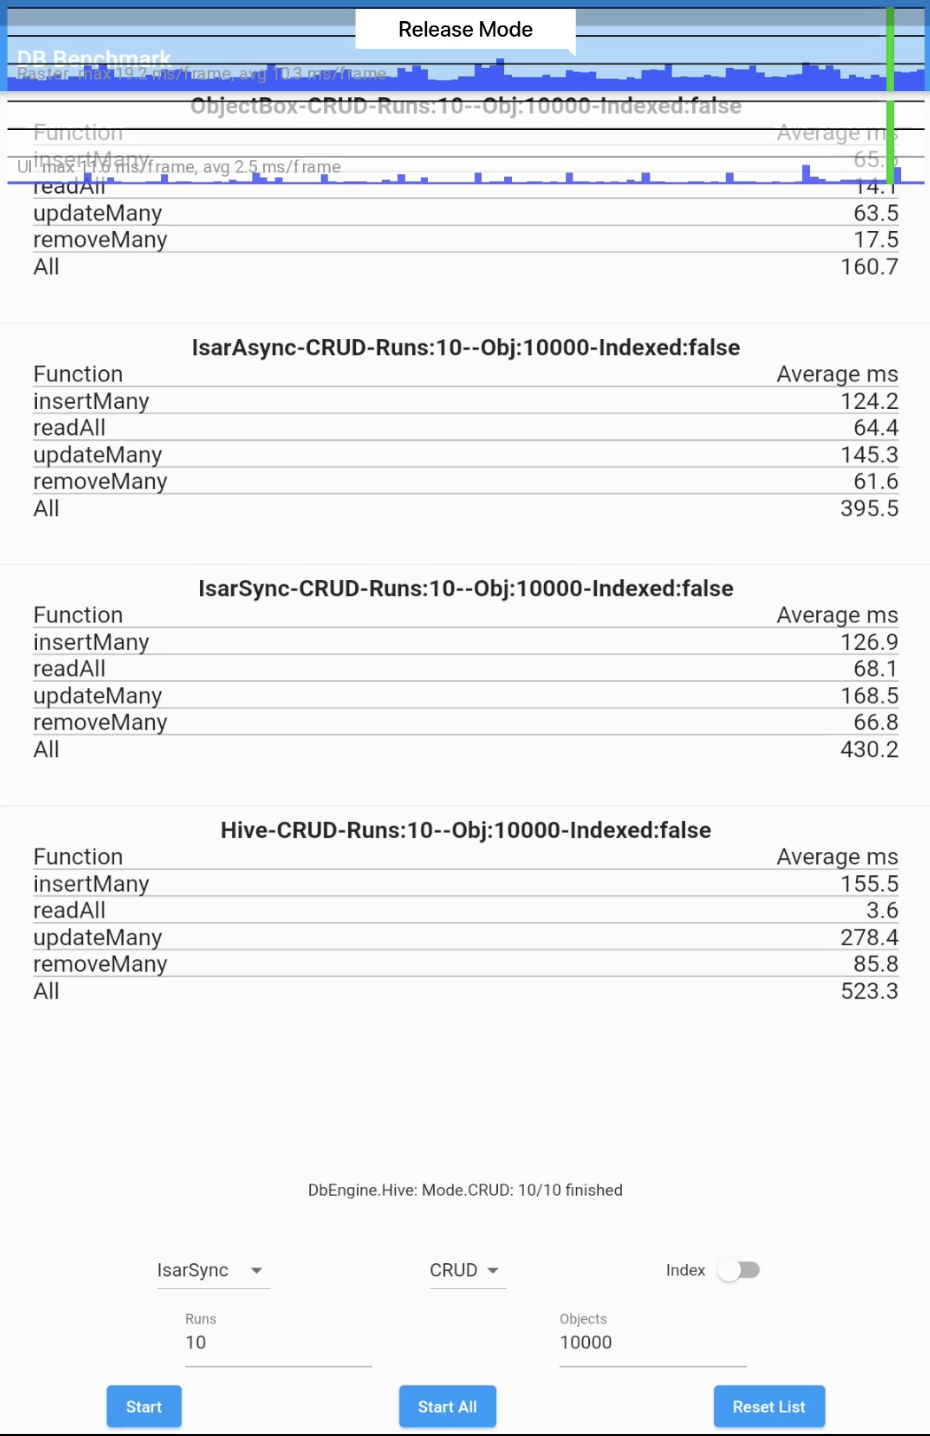 Release Mode
DB Benchmark
Raster max 19.2 ms/frame, avg 10.3 ms/frame
ObjectBox-CRUD-Runs:10--Obj:10000-Indexed:false
Function Average ms
insertMany 65.6
UI max 11.6 ms/frame, avg 2.5 ms/frame
readAll 14.1
updateMany 63.5
removeMany 17.5
All 160.7
IsarAsync-CRUD-Runs:10--Obj:10000-Indexed:false
Function Average ms
insertMany 124.2
readAll 64.4
updateMany 145.3
removeMany 61.6
All 395.5
IsarSync-CRUD-Runs:10--Obj:10000-Indexed:false
Function Average ms
insertMany 126.9
readAll 68.1
updateMany 168.5
removeMany 66.8
All 430.2
Hive-CRUD-Runs:10--Obj:10000-Indexed:false
Function Average ms
insertMany 155.5
readAll 3.6
updateMany 278.4
removeMany 85.8
All 523.3
DbEngine.Hive: Mode.CRUD: 10/10 finished
IsarSync CRUD Index
Runs Objects
10 10000
Start Start All Reset List